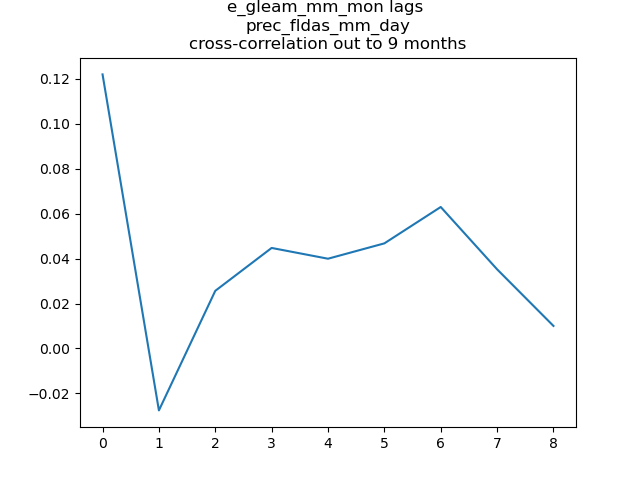 e_gleam_mm_mon lags
prec_fldas_mm_day
cross-correlation out to 9 months
0.12
0.10
0.08
0.06
0.04
0.02
0.00
−0.02
0 1 2 3 4 5 6 7 8